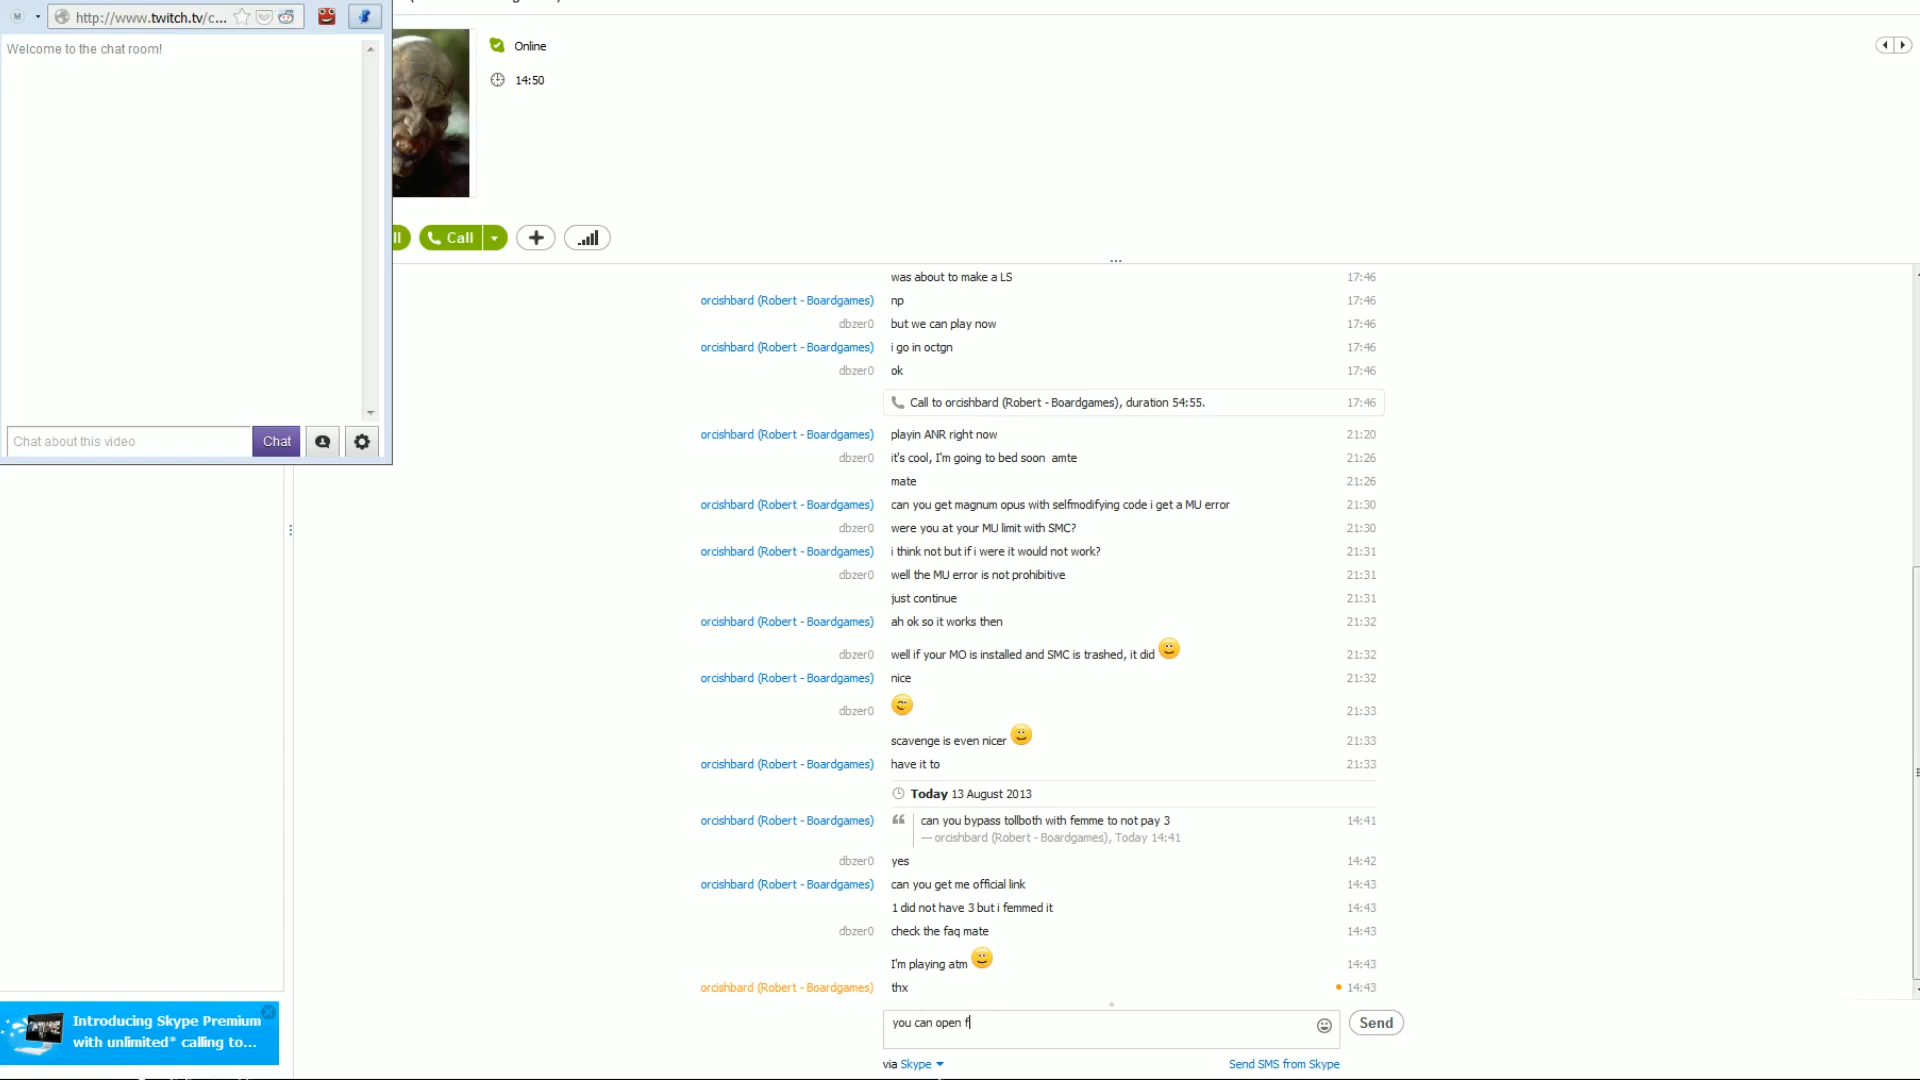 M
http://www.twitch.tv/c...
Welcome to the chat room!
Chat about this video
Chat
Online
14:50
ll
Call
...
was about to make a LS 17:46
orcishbard (Robert - Boardgames) np 17:46
dbzer0 but we can play now 17:46
orcishbard (Robert - Boardgames) i go in octgn 17:46
dbzer0 ok 17:46
Call to orcishbard (Robert - Boardgames), duration 54:55. 17:46
orcishbard (Robert - Boardgames) playin ANR right now 21:20
dbzer0 it's cool, I'm going to bed soon amte 21:26
mate 21:26
orcishbard (Robert - Boardgames) can you get magnum opus with selfmodifying code i get a MU error 21:30
dbzer0 were you at your MU limit with SMC? 21:30
orcishbard (Robert - Boardgames) i think not but if i were it would not work? 21:31
dbzer0 well the MU error is not prohibitive 21:31
just continue 21:31
orcishbard (Robert - Boardgames) ah ok so it works then 21:32
dbzer0 well if your MO is installed and SMC is trashed, it did 21:32
orcishbard (Robert - Boardgames) nice 21:32
dbzer0 21:33
scavenge is even nicer 21:33
orcishbard (Robert - Boardgames) have it to 21:33
Today 13 August 2013
orcishbard (Robert - Boardgames) can you bypass tollboth with femme to not pay 3 14:41
— orcishbard (Robert - Boardgames), Today 14:41
dbzer0 yes 14:42
orcishbard (Robert - Boardgames) can you get me official link 14:43
1 did not have 3 but i femmed it 14:43
dbzer0 check the faq mate 14:43
I'm playing atm 14:43
orcishbard (Robert - Boardgames) thx 14:43
you can open f
Send
via Skype
Send SMS from Skype
Introducing Skype Premium
with unlimited* calling to...